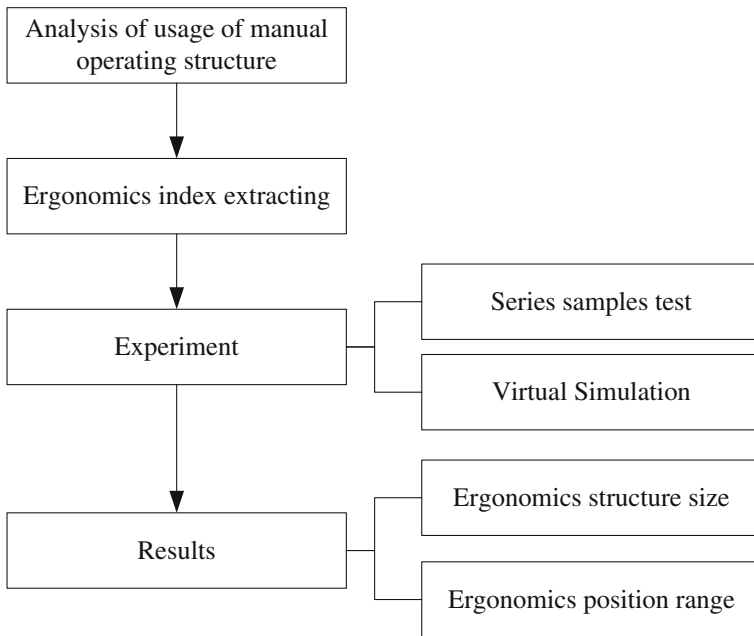 Analysis of usage of manual
operating structure
Ergonomics index extracting
Experiment
Series samples test
Virtual Simulation
Results
Ergonomics structure size
Ergonomics position range